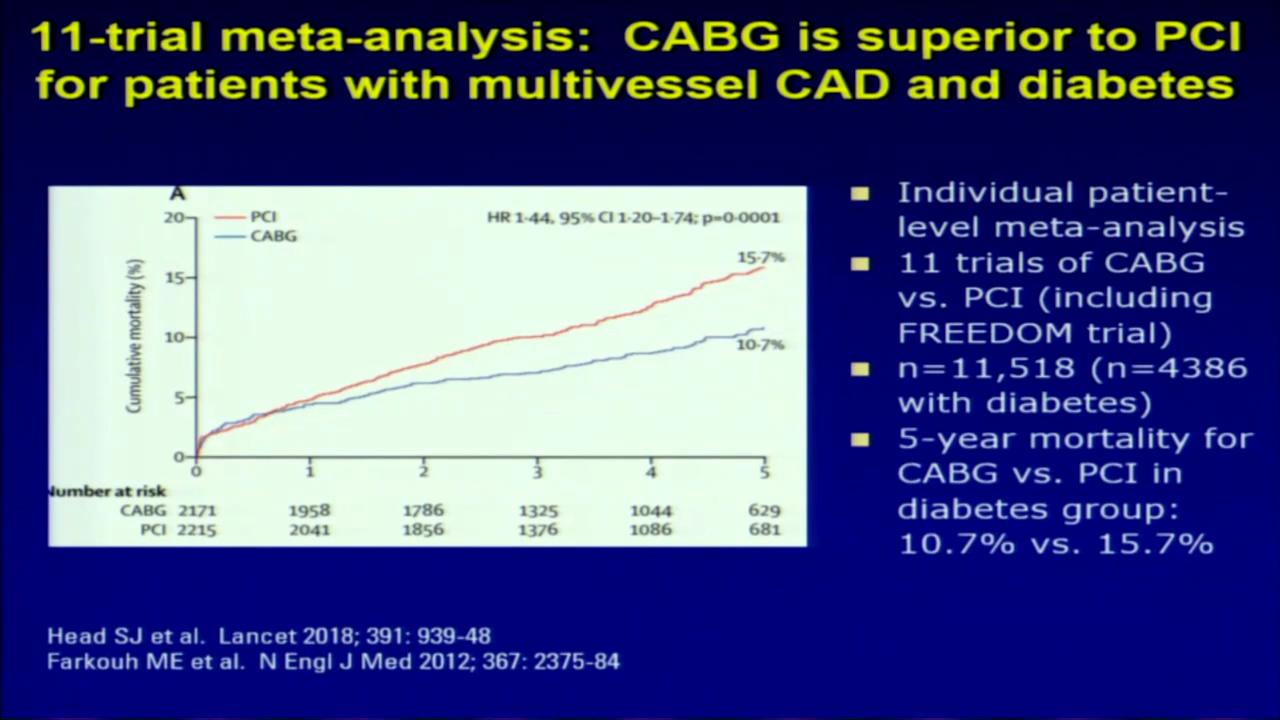 11-trial meta-analysis: CABG is superior to PCI
for patients with multivessel CAD and diabetes
A
20
PCI
HR 1·44, 95% CI 1·20–1·74; p=0·0001
CABG
15·7%
15
Cumulative mortality (%)
10
10·7%
5
0
0 1 2 3 4 5
Number at risk
CABG 2171 1958 1786 1325 1044 629
PCI 2215 2041 1856 1376 1086 681
Individual patient-
level meta-analysis
11 trials of CABG
vs. PCI (including
FREEDOM trial)
n=11,518 (n=4386
with diabetes)
5-year mortality for
CABG vs. PCI in
diabetes group:
10.7% vs. 15.7%
Head SJ et al. Lancet 2018; 391: 939-48
Farkouh ME et al. N Engl J Med 2012; 367: 2375-84